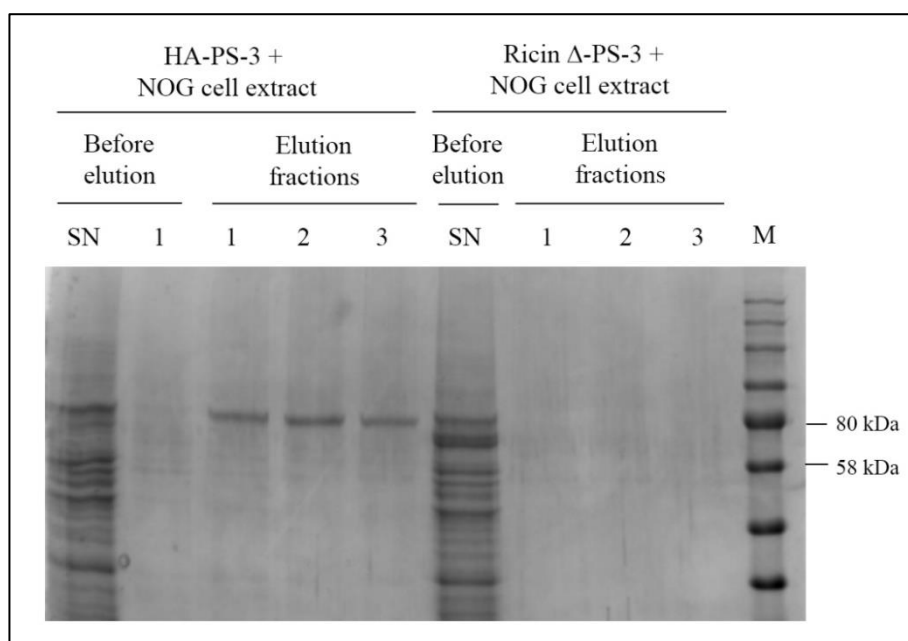 HA-PS-3 +
NOG cell extract
Ricin Δ-PS-3 +
NOG cell extract
Before
elution
Elution
fractions
Before
elution
Elution
fractions
SN 1 1 2 3 SN 1 2 3 M
80 kDa
58 kDa